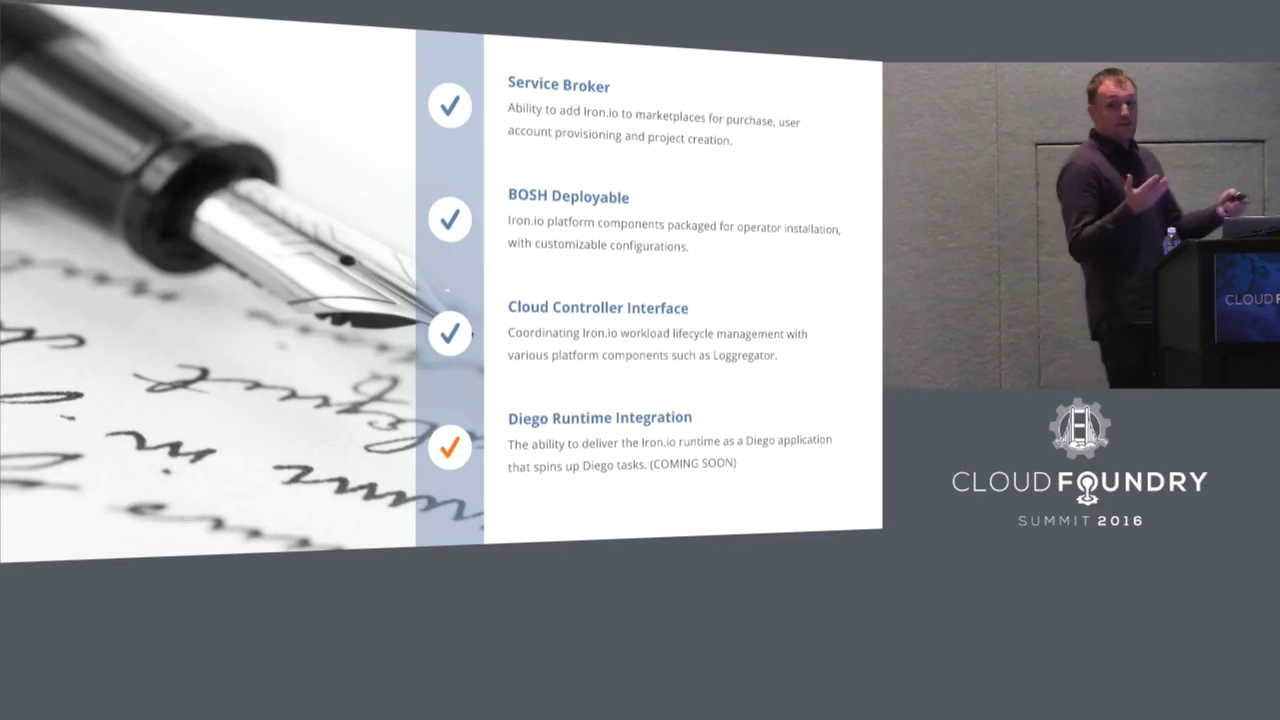 Service Broker
Ability to add Iron.io to marketplaces for purchase, user
account provisioning and project creation.
BOSH Deployable
Iron.io platform components packaged for operator installation,
with customizable configurations.
Cloud Controller Interface
Coordinating Iron.io workload lifecycle management with
various platform components such as Loggregator.
Diego Runtime Integration
The ability to deliver the Iron.io runtime as a Diego application
that spins up Diego tasks. (COMING SOON)
CLOUD F
CLOUD FOUNDRY
SUMMIT 2016